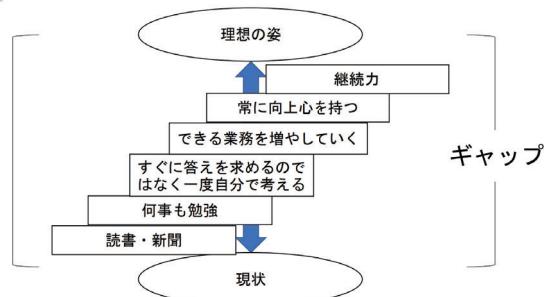 理想の姿
継続力
常に向上心を持つ
できる業務を増やしていく
すぐに答えを求めるので
はなく一度自分で考える
ギャップ
何事も勉強
読書・新聞
現状